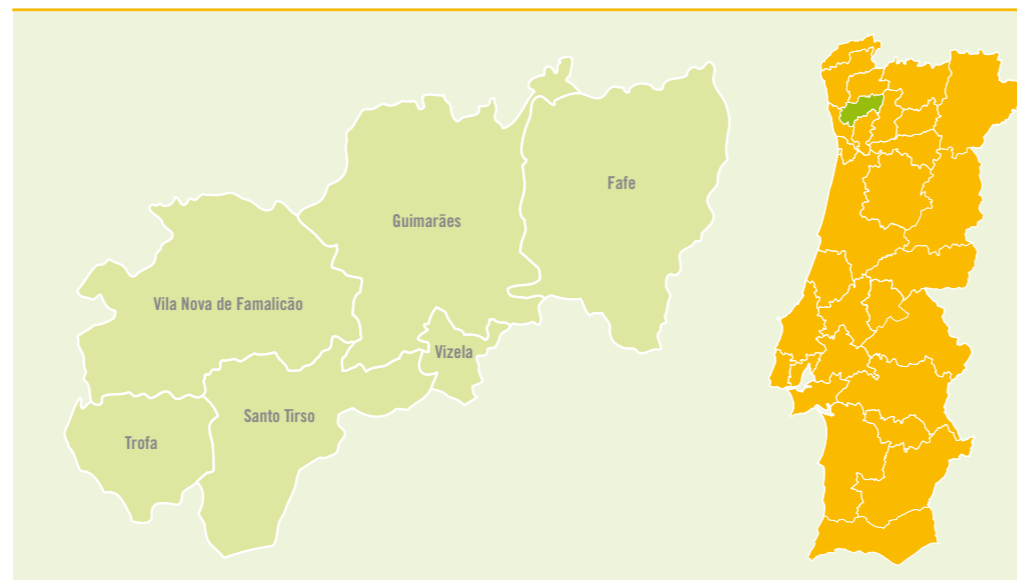 Fafe
Guimarães
Vila Nova de Famalicão
Vizela
Santo Tirso
Trofa